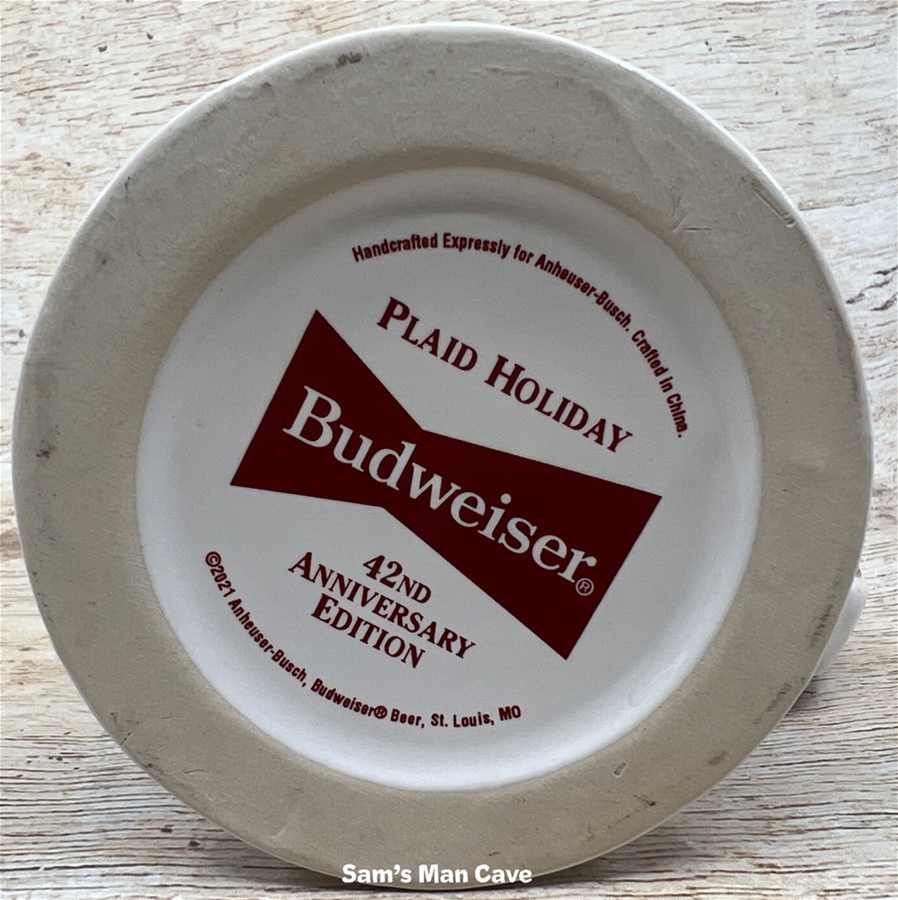 Handcrafted Expressly for Anheuser-Busch. Crafted in China.
PLAID HOLIDAY
Budweiser®
42ND
ANNIVERSARY
EDITION
©2021 Anheuser-Busch, Budweiser® Beer, St. Louis, MO
Sam's Man Cave